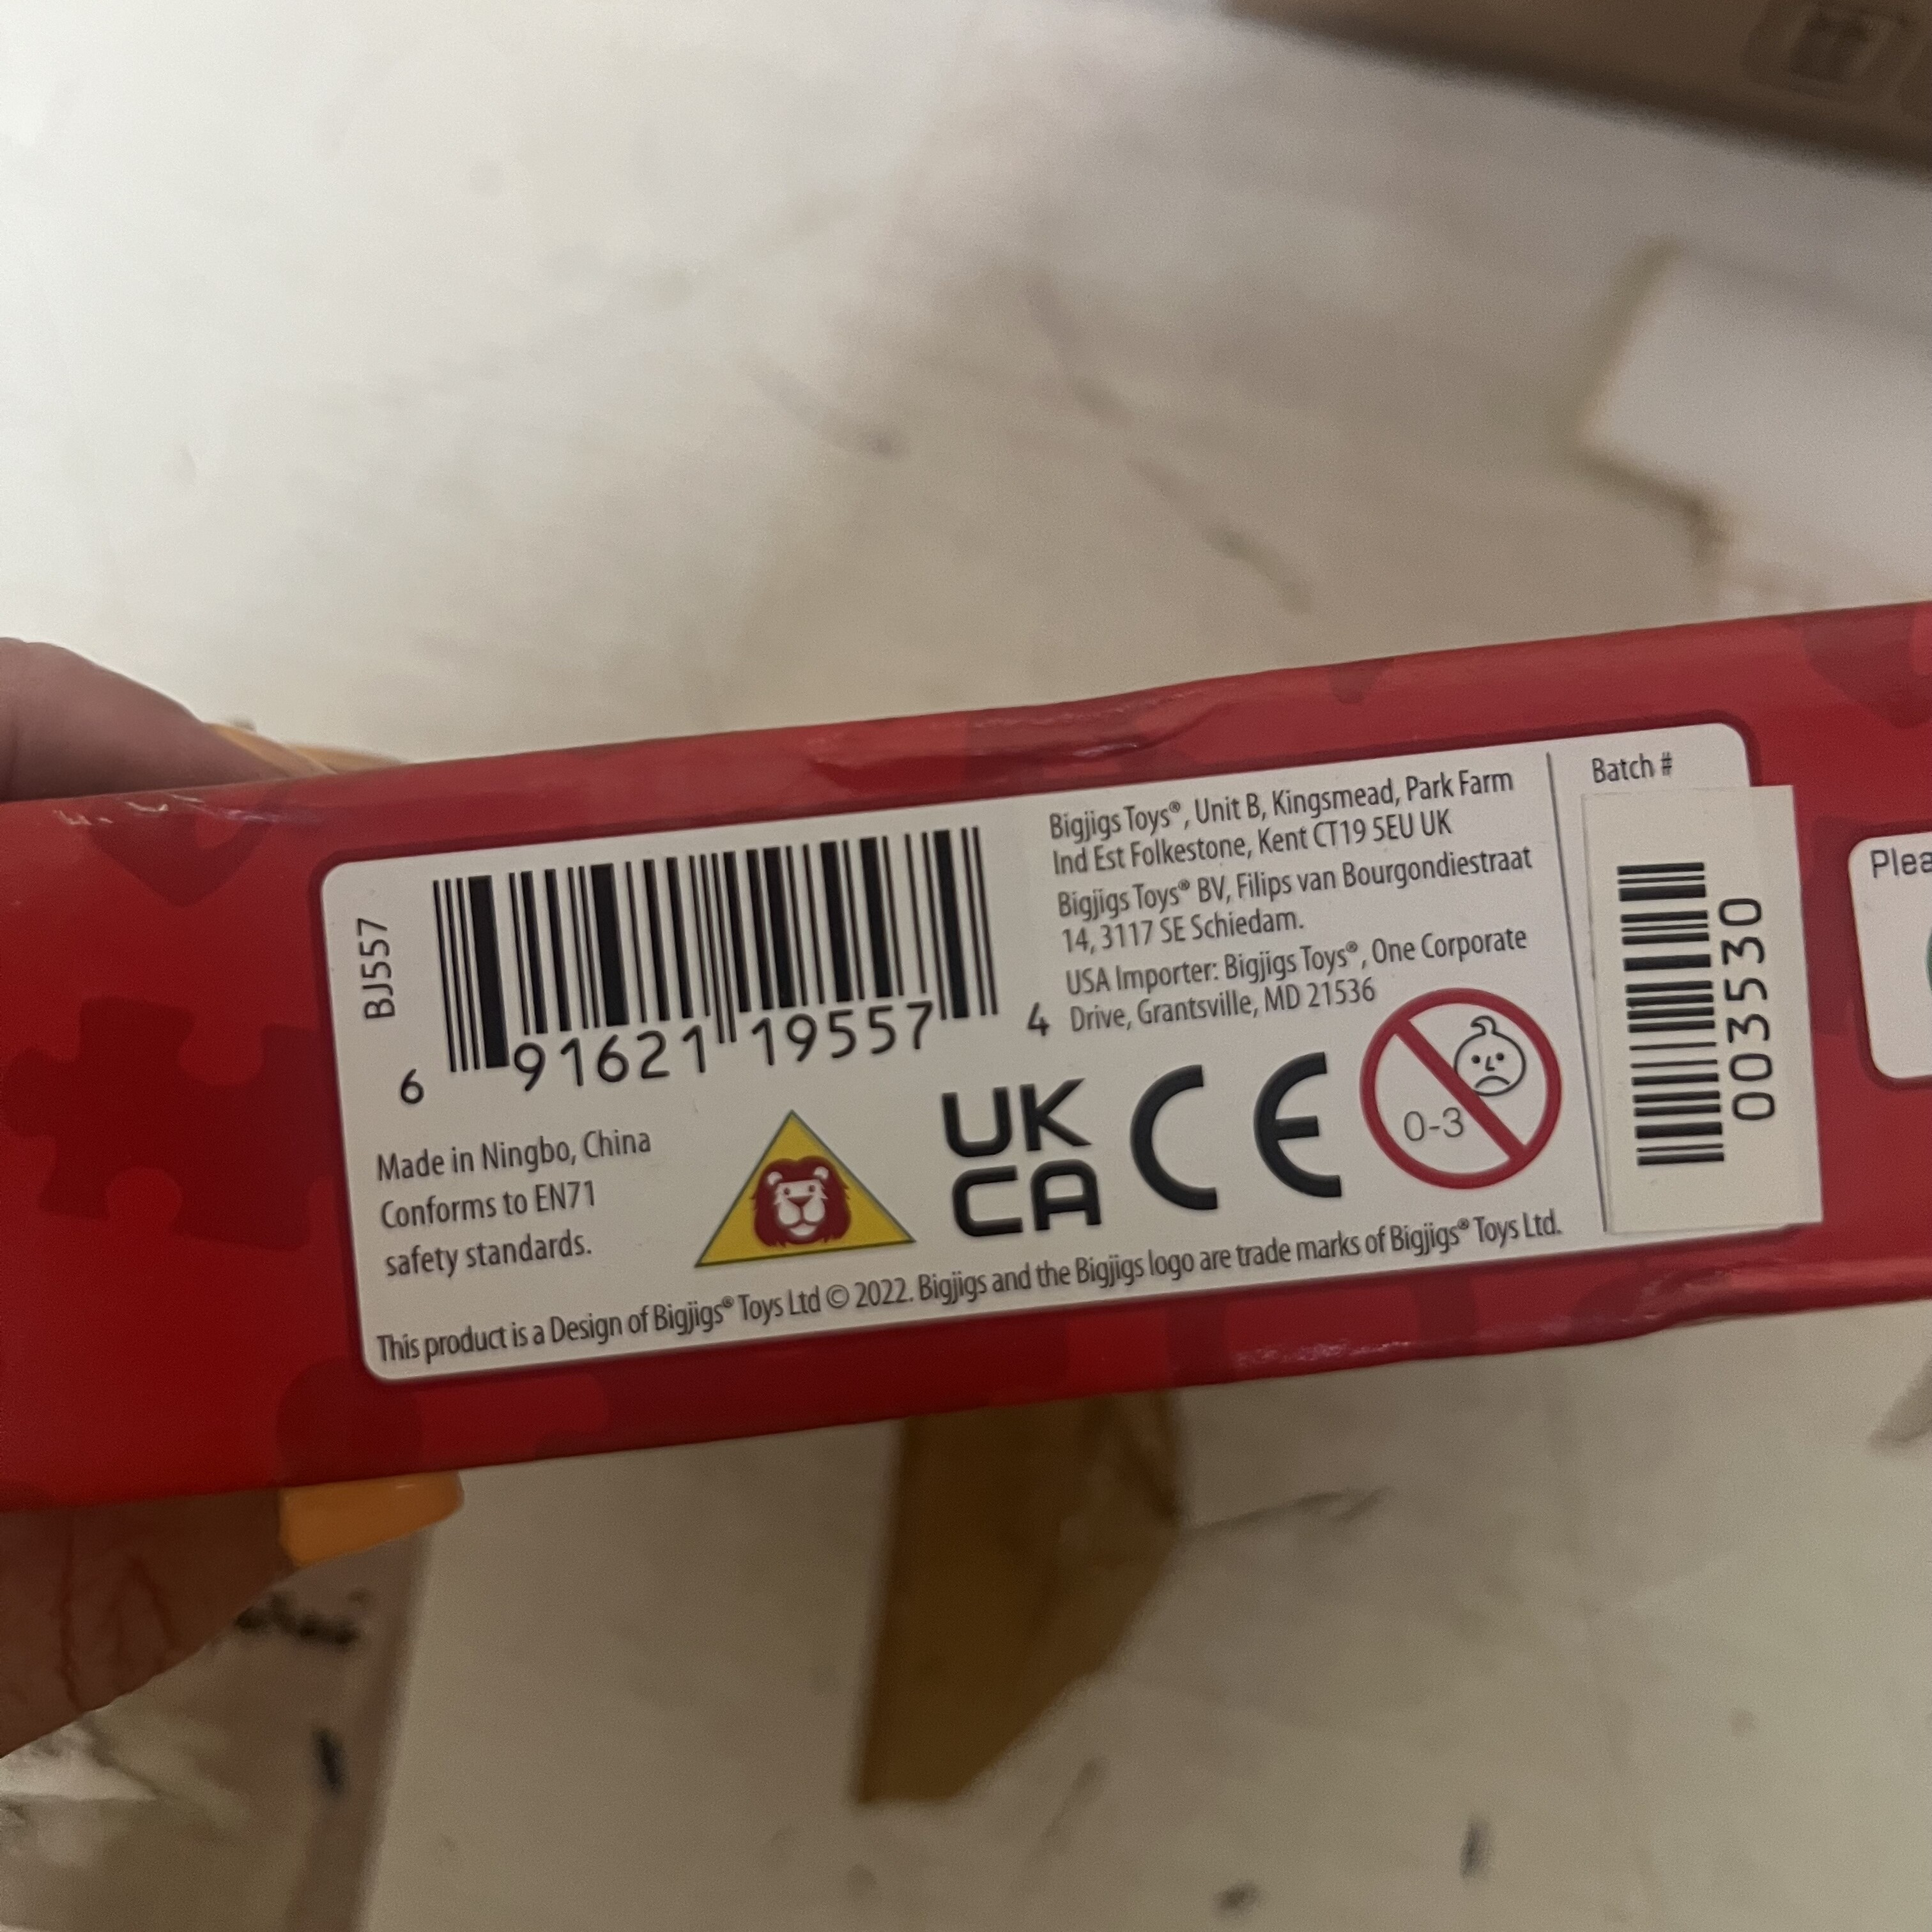 BJ557
6 91621 19557 4
Bigjigs Toys®, Unit B, Kingsmead, Park Farm
Ind Est Folkestone, Kent CT19 5EU UK
Bigjigs Toys® BV, Filips van Bourgondiestraat
14, 3117 SE Schiedam.
USA Importer: Bigjigs Toys®, One Corporate
Drive, Grantsville, MD 21536
Made in Ningbo, China
Conforms to EN71
safety standards.
UK
CA
CE
0-3
This product is a Design of Bigjigs® Toys Ltd © 2022. Bigjigs and the Bigjigs logo are trade marks of Bigjigs® Toys Ltd.
Batch #
003530
Plea